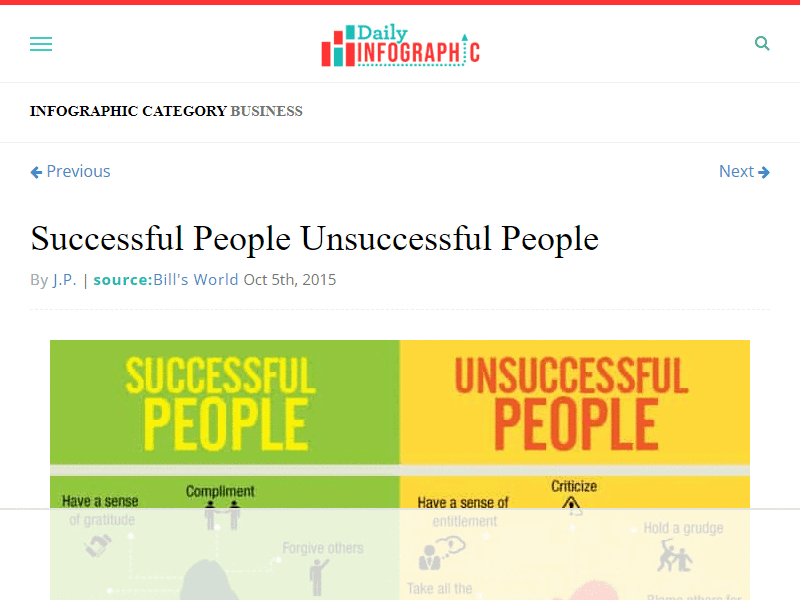 Daily
INFOGRAPHIC
INFOGRAPHIC CATEGORY BUSINESS
Previous
Next
Successful People Unsuccessful People
By J.P. | source:Bill's World Oct 5th, 2015
SUCCESSFUL
PEOPLE
UNSUCCESSFUL
PEOPLE
Have a sense
of gratitude
Compliment
Forgive others
Have a sense of
entitlement
Criticize
Hold a grudge
Take all the
Blame others for